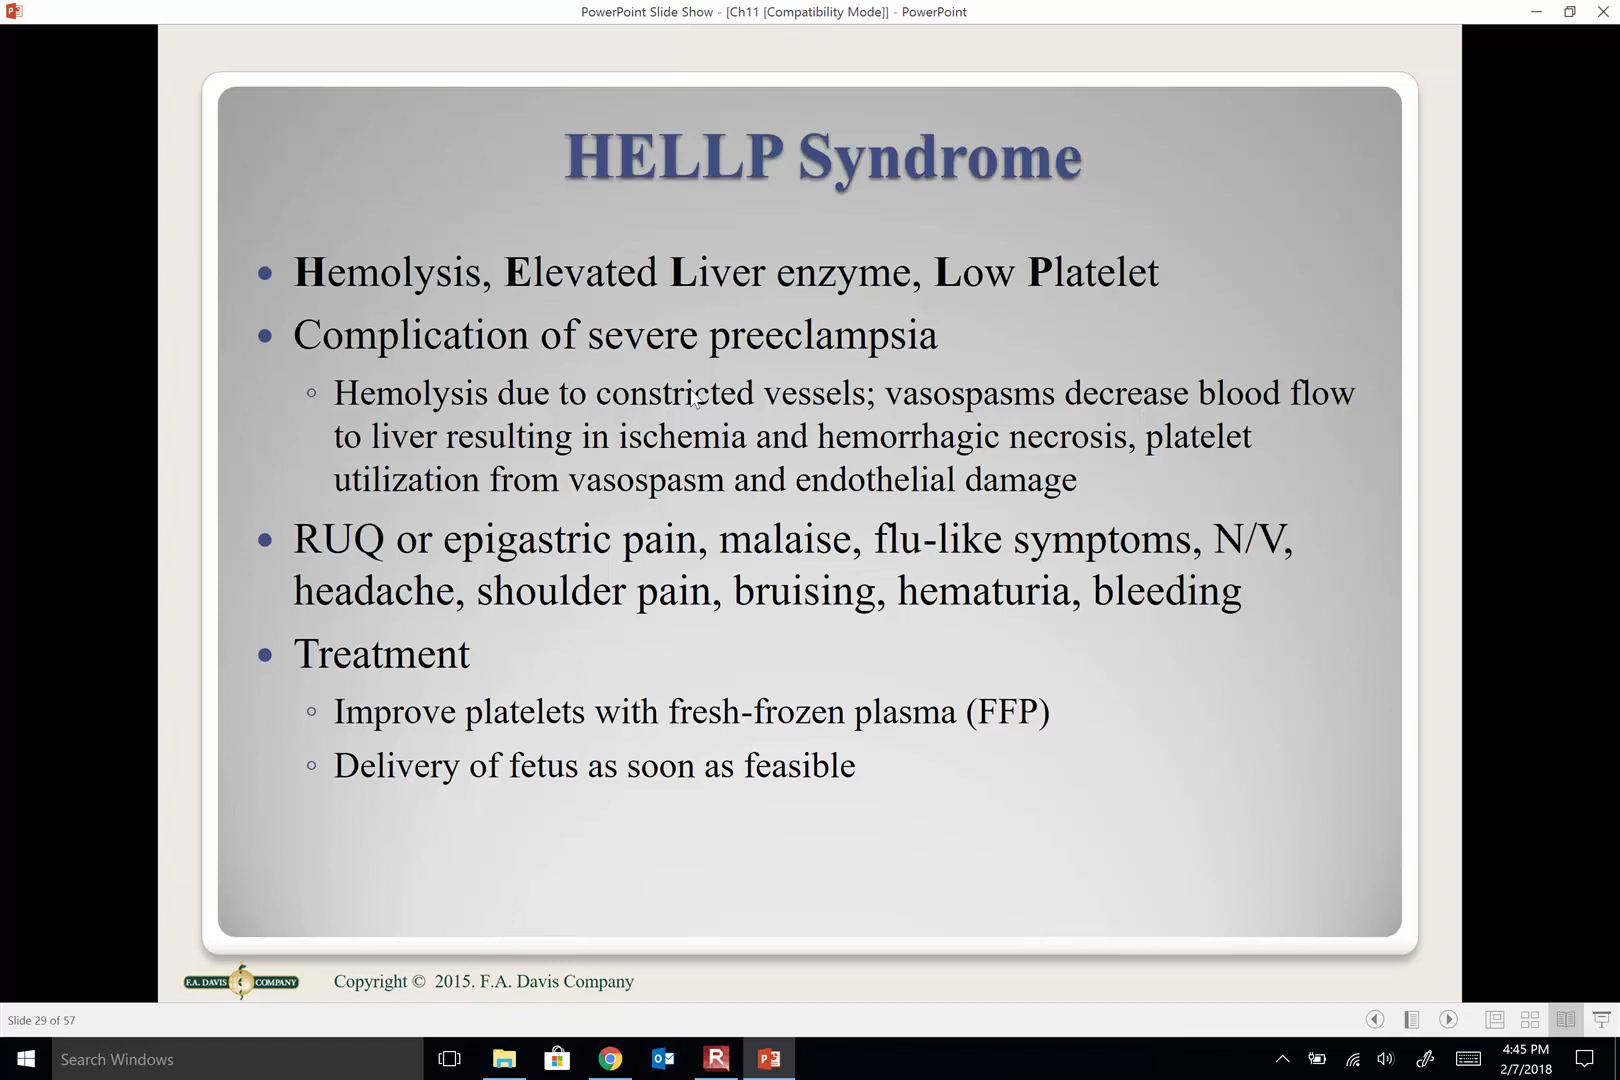 PowerPoint Slide Show - [Ch11 [Compatibility Mode]] - PowerPoint
HELLP Syndrome
Hemolysis, Elevated Liver enzyme, Low Platelet
Complication of severe preeclampsia
Hemolysis due to constricted vessels; vasospasms decrease blood flow
to liver resulting in ischemia and hemorrhagic necrosis, platelet
utilization from vasospasm and endothelial damage
RUQ or epigastric pain, malaise, flu-like symptoms, N/V,
headache, shoulder pain, bruising, hematuria, bleeding
Treatment
Improve platelets with fresh-frozen plasma (FFP)
Delivery of fetus as soon as feasible
F.A. DAVIS COMPANY
Copyright © 2015. F.A. Davis Company
Slide 29 of 57
Search Windows
4:45 PM
2/7/2018